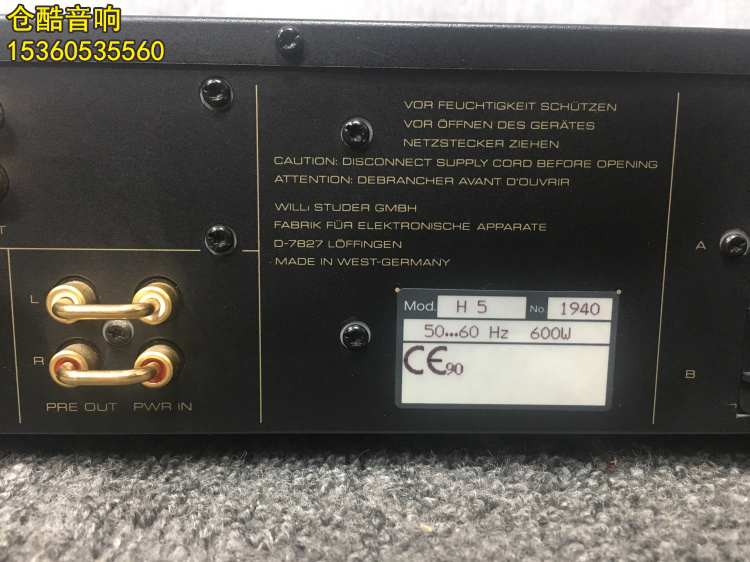 仓酷音响
15360535560
VOR FEUCHTIGKEIT SCHÜTZEN
VOR ÖFFNEN DES GERÄTES
NETZSTECKER ZIEHEN
CAUTION: DISCONNECT SUPPLY CORD BEFORE OPENING
ATTENTION: DEBRANCHER AVANT D'OUVRIR
WILLI STUDER GMBH
FABRIK FÜR ELEKTRONISCHE APPARATE
D-7827 LÖFFINGEN
MADE IN WEST-GERMANY
T
A
B
L
R
PRE OUT PWR IN
Mod. H 5 No. 1940
50...60 Hz 600W
CE90